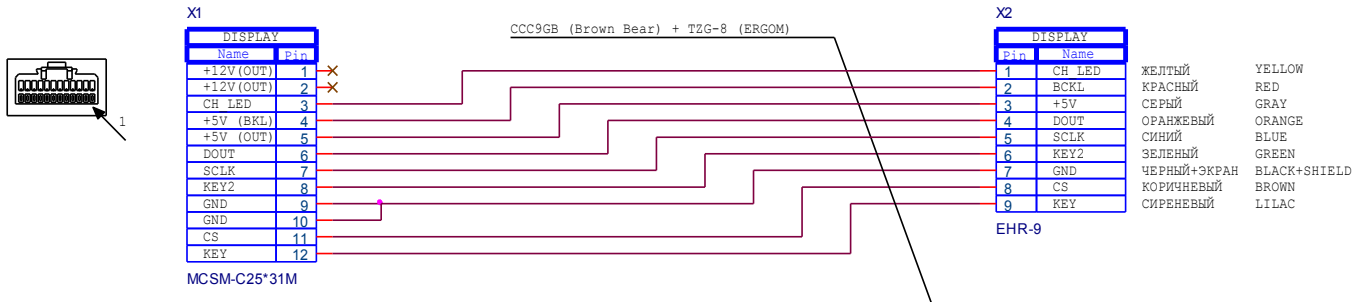 X1
DISPLAY
Name Pin
+12V(OUT) 1
+12V(OUT) 2
CH LED 3
+5V (BKL) 4
+5V (OUT) 5
DOUT 6
SCLK 7
KEY2 8
GND 9
GND 10
CS 11
KEY 12
MCSM-C25*31M
1
CCC9GB (Brown Bear) + TZG-8 (ERGOM)
X2
DISPLAY
Pin Name
1 CH LED ЖЕЛТЫЙ YELLOW
2 BCKL КРАСНЫЙ RED
3 +5V СЕРЫЙ GRAY
4 DOUT ОРАНЖЕВЫЙ ORANGE
5 SCLK СИНИЙ BLUE
6 KEY2 ЗЕЛЕНЫЙ GREEN
7 GND ЧЕРНЫЙ+ЭКРАН BLACK+SHIELD
8 CS КОРИЧНЕВЫЙ BROWN
9 KEY СИРЕНЕВЫЙ LILAC
EHR-9